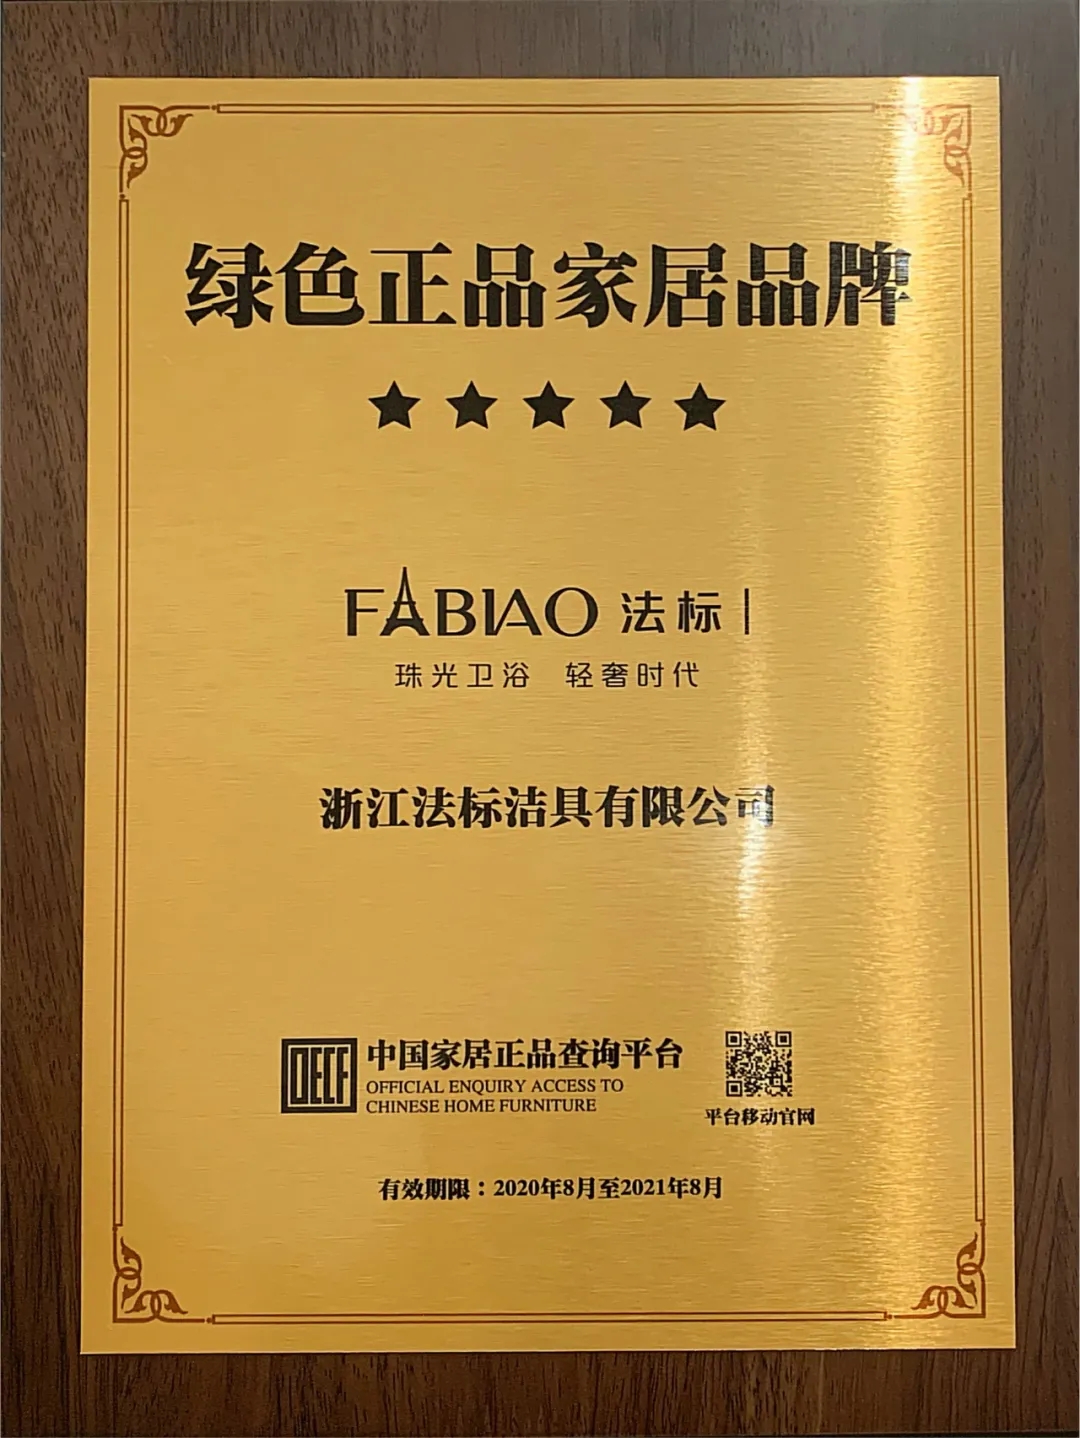 绿色正品家居品牌
FABIAO 法标
珠光卫浴 轻奢时代
浙江法标洁具有限公司
OECF 中国家居正品查询平台
OFFICIAL ENQUIRY ACCESS TO
CHINESE HOME FURNITURE
平台移动官网
有效期限：2020年8月至2021年8月